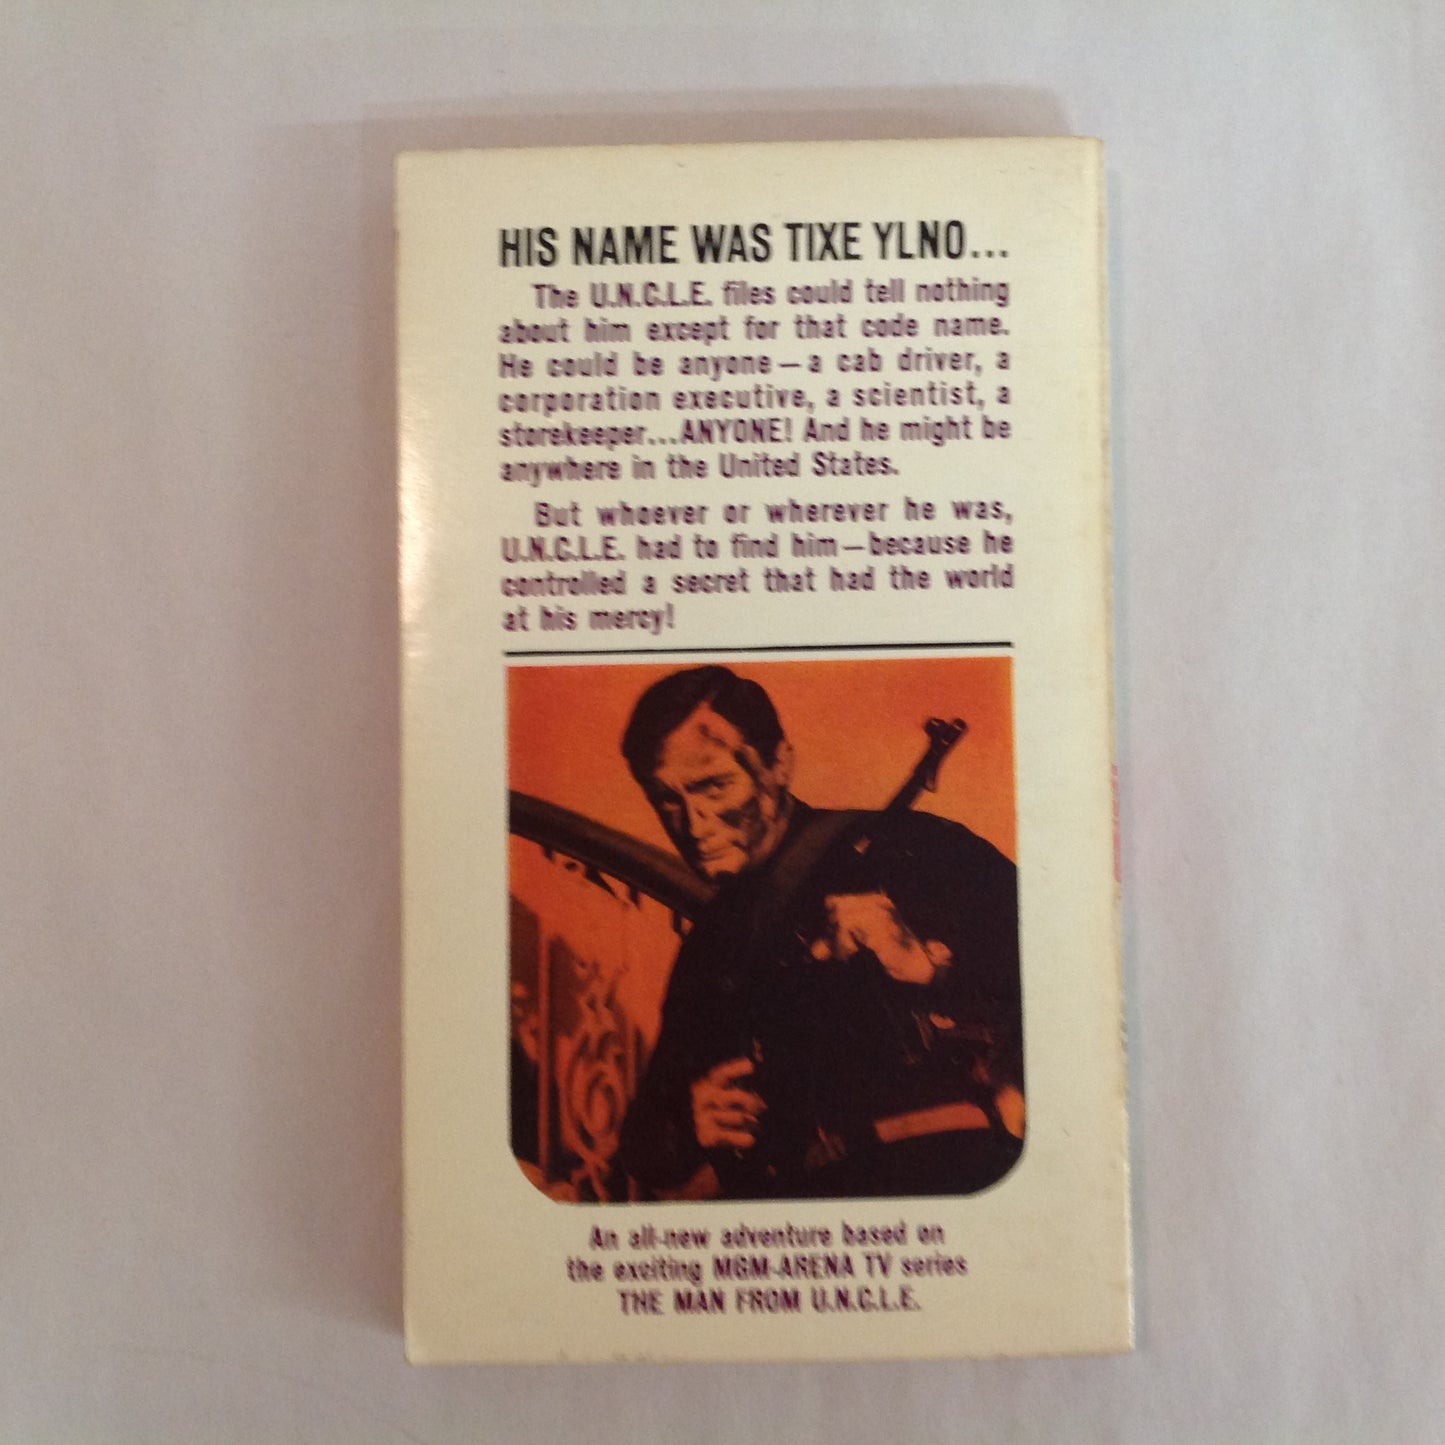 HIS NAME WAS TIXE YLNO...
The U.N.C.L.E. files could tell nothing
about him except for that code name.
He could be anyone—a cab driver, a
corporation executive, a scientist, a
storekeeper...ANYONE! And he might be
anywhere in the United States.
But whoever or wherever he was,
U.N.C.L.E. had to find him—because he
controlled a secret that had the world
at his mercy!
An all-new adventure based on
the exciting MGM-ARENA TV series
THE MAN FROM U.N.C.L.E.